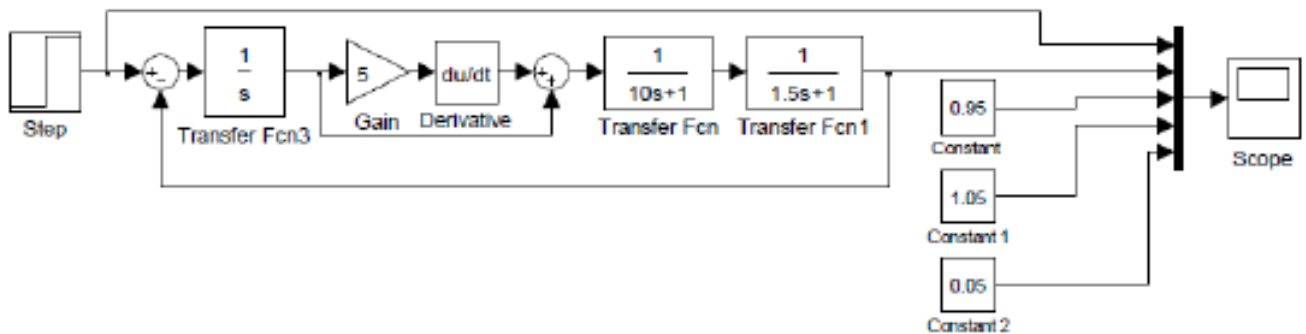 Step
+
-
1
s
Transfer Fcn3
5
Gain
du/dt
Derivative
+
+
1
10s+1
Transfer Fcn
1
1.5s+1
Transfer Fcn1
0.95
Constant
1.05
Constant 1
0.05
Constant 2
Scope